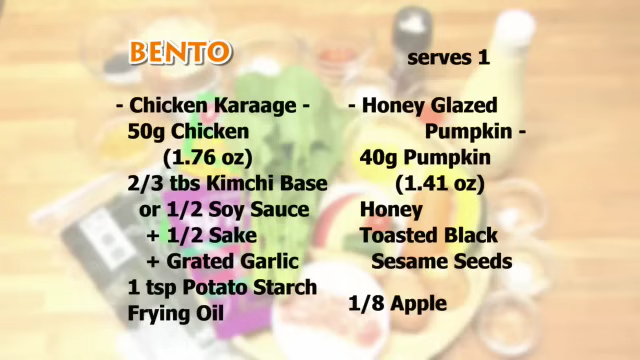 BENTO
serves 1
- Chicken Karaage -
50g Chicken
(1.76 oz)
2/3 tbs Kimchi Base
or 1/2 Soy Sauce
+ 1/2 Sake
+ Grated Garlic
1 tsp Potato Starch
Frying Oil
- Honey Glazed
Pumpkin -
40g Pumpkin
(1.41 oz)
Honey
Toasted Black
Sesame Seeds
1/8 Apple